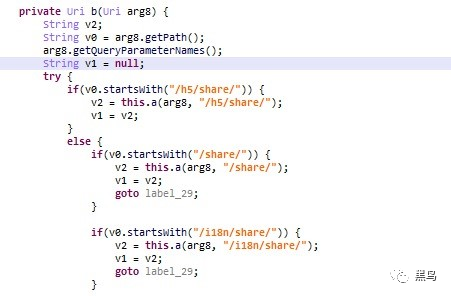 private Uri b(Uri arg8) {
    String v2;
    String v0 = arg8.getPath();
    arg8.getQueryParameterNames();
    String v1 = null;
    try {
        if(v0.startsWith("/h5/share/")) {
            v2 = this.a(arg8, "/h5/share/");
            v1 = v2;
        }
        else {
            if(v0.startsWith("/share/")) {
                v2 = this.a(arg8, "/share/");
                v1 = v2;
                goto label_29;
            }

            if(v0.startsWith("/i18n/share/")) {
                v2 = this.a(arg8, "/i18n/share/");
                v1 = v2;
                goto label_29;
            }
黑鸟